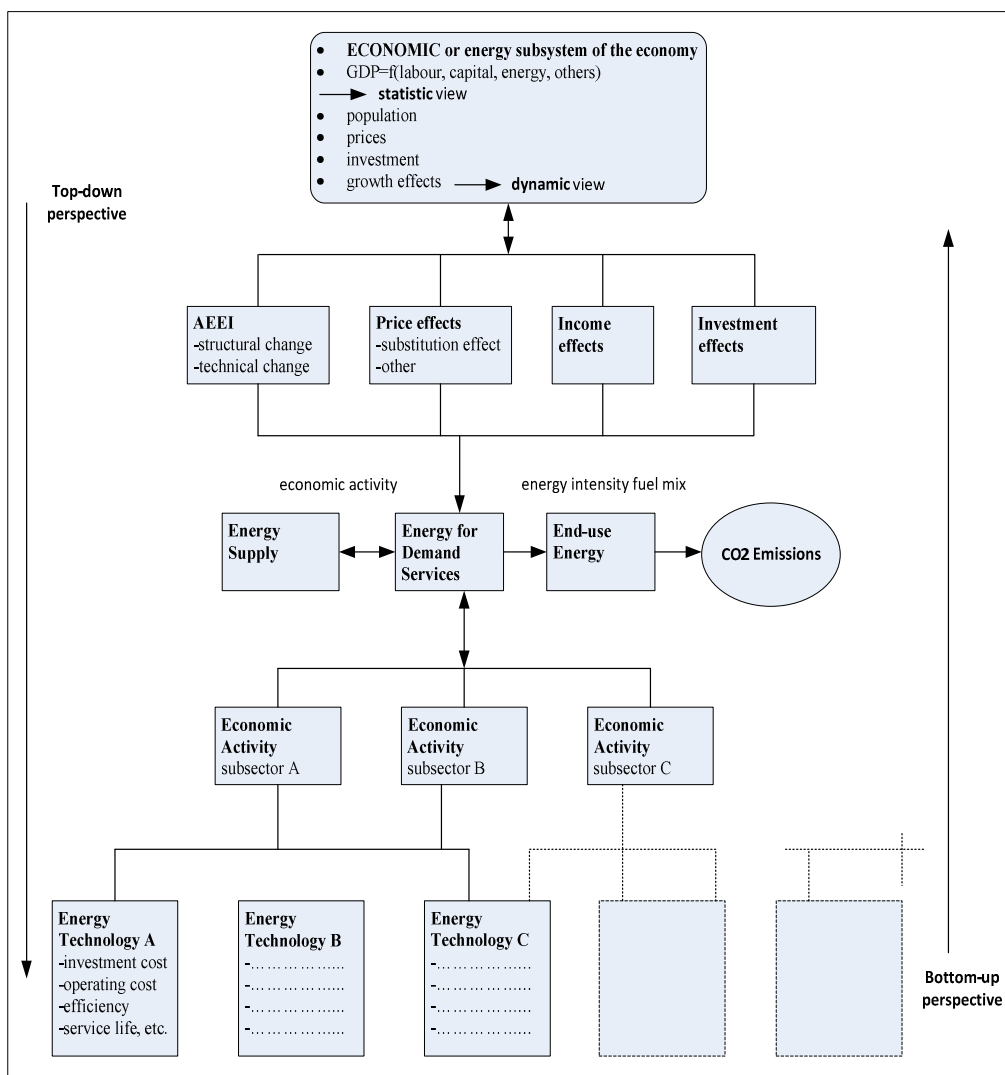 • ECONOMIC or energy subsystem of the economy
• GDP=f(labour, capital, energy, others)
statistic view
• population
• prices
• investment
• growth effects dynamic view
Top-down
perspective
AEEI
-structural change
-technical change
Price effects
-substitution effect
-other
Income
effects
Investment
effects
economic activity
energy intensity fuel mix
Energy
Supply
Energy for
Demand
Services
End-use
Energy
CO2 Emissions
Economic
Activity
subsector A
Economic
Activity
subsector B
Economic
Activity
subsector C
Energy
Technology A
-investment cost
-operating cost
-efficiency
-service life, etc.
Energy
Technology B
-………………..
-………………..
-………………..
-………………..
Energy
Technology C
-………………..
-………………..
-………………..
-………………..
Bottom-up
perspective